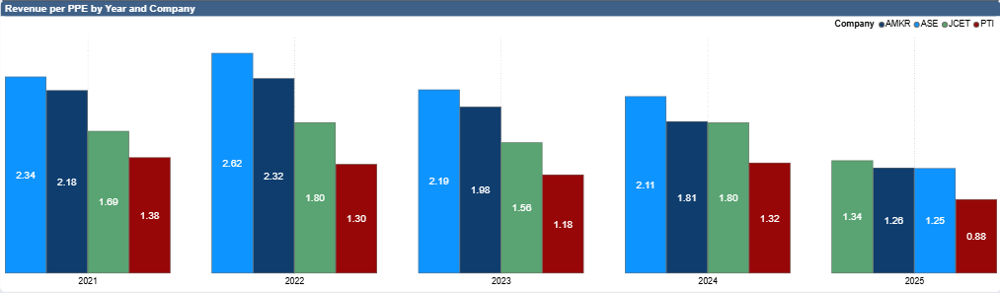 Revenue per PPE by Year and Company
Company AMKR ASE JCET PTI
2.34 2.18 1.69 1.38
2.62 2.32 1.80 1.30
2.19 1.98 1.56 1.18
2.11 1.81 1.80 1.32
1.34 1.26 1.25 0.88
2021 2022 2023 2024 2025